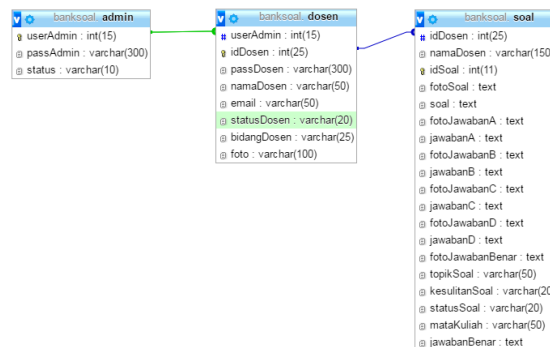 banksoal admin
userAdmin : int(15)
passAdmin : varchar(300)
status : varchar(10)
banksoal dosen
userAdmin : int(15)
idDosen : int(25)
passDosen : varchar(300)
namaDosen : varchar(50)
email : varchar(50)
statusDosen : varchar(20)
bidangDosen : varchar(25)
foto : varchar(100)
banksoal soal
idDosen : int(25)
namaDosen : varchar(150
idSoal : int(11)
fotoSoal : text
soal : text
fotoJawabanA : text
jawabanA : text
fotoJawabanB : text
jawabanB : text
fotoJawabanC : text
jawabanC : text
fotoJawabanD : text
jawabanD : text
fotoJawabanBenar : text
topikSoal : varchar(50)
kesulitanSoal : varchar(20
statusSoal : varchar(20)
mataKuliah : varchar(50)
jawabanBenar : text